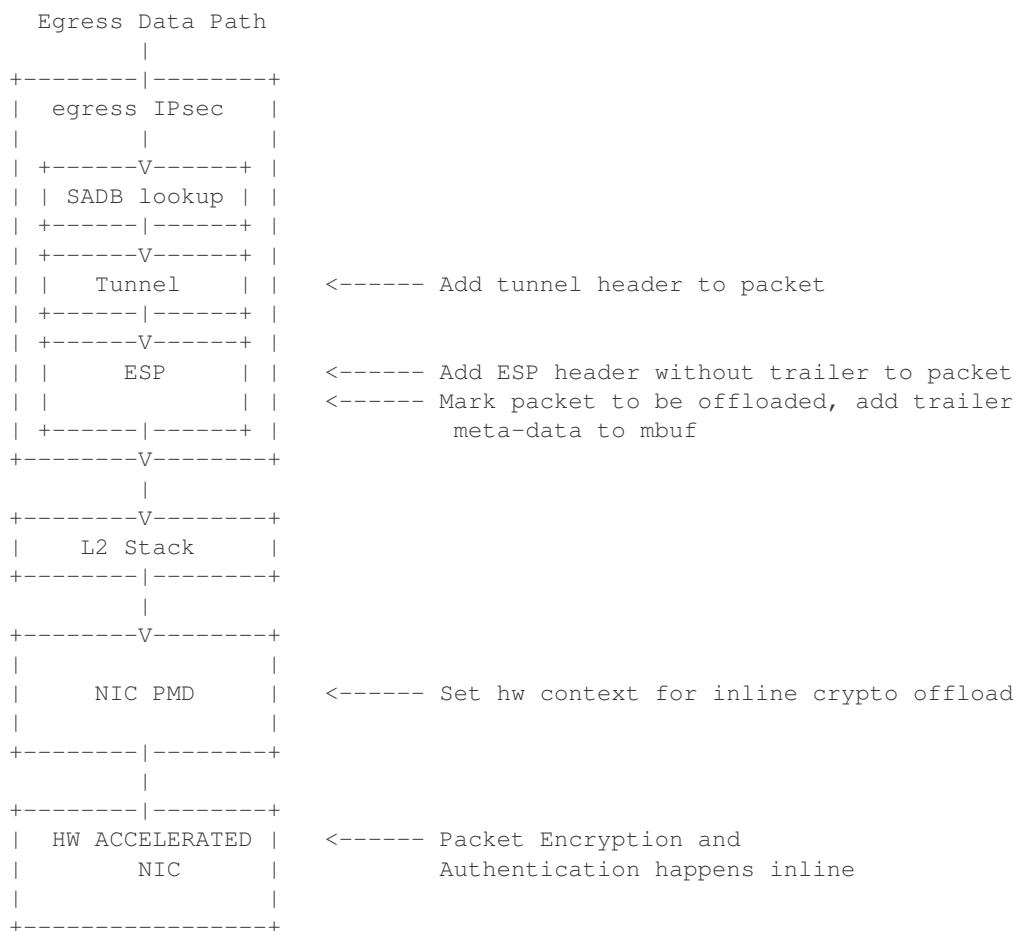 Egress Data Path
|
+--------|--------+
|  egress IPsec   |
|        |        |
| +------V------+ |
| | SADB lookup | |
| +------|------+ |
| +------V------+ |
| |   Tunnel    | |   <------ Add tunnel header to packet
| +------|------+ |
| +------V------+ |
| |     ESP     | |   <------ Add ESP header without trailer to packet
| |             | |   <------ Mark packet to be offloaded, add trailer
| +------|------+ |            meta-data to mbuf
+--------V--------+
|
+--------V--------+
|    L2 Stack     |
+--------|--------+
|
+--------V--------+
|                 |
|     NIC PMD     |   <------ Set hw context for inline crypto offload
|                 |
+--------|--------+
|
+--------|--------+
|  HW ACCELERATED |   <------ Packet Encryption and
|        NIC      |           Authentication happens inline
|                 |
+-----------------+